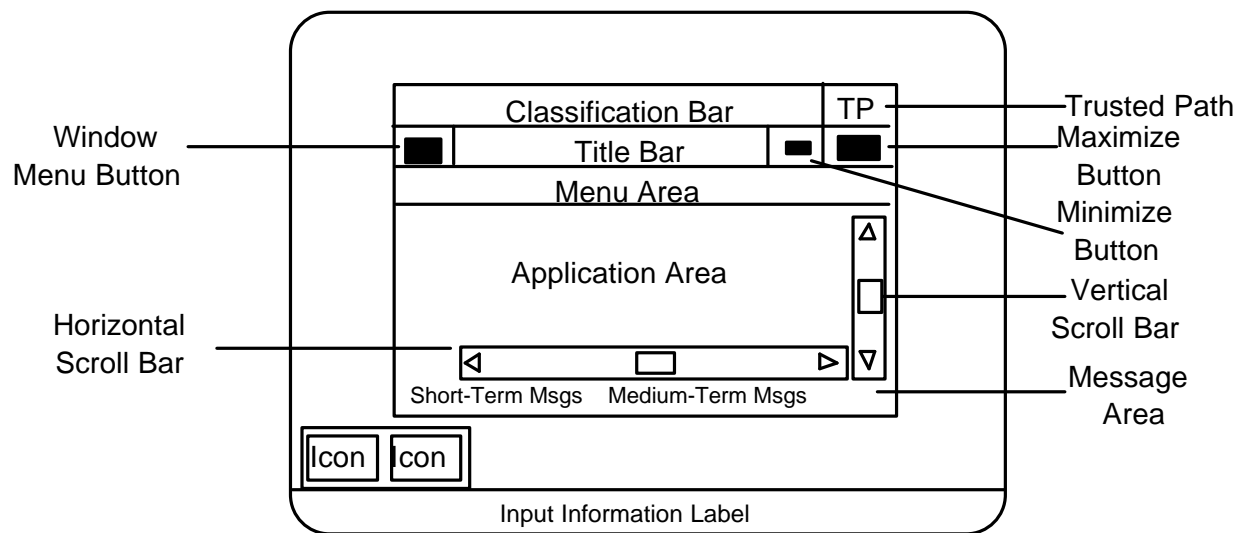 Classification Bar
TP
Trusted Path
Window
Menu Button
Title Bar
Maximize
Button
Menu Area
Minimize
Button
Application Area
Vertical
Scroll Bar
Horizontal
Scroll Bar
Short-Term Msgs Medium-Term Msgs
Message
Area
Icon Icon
Input Information Label